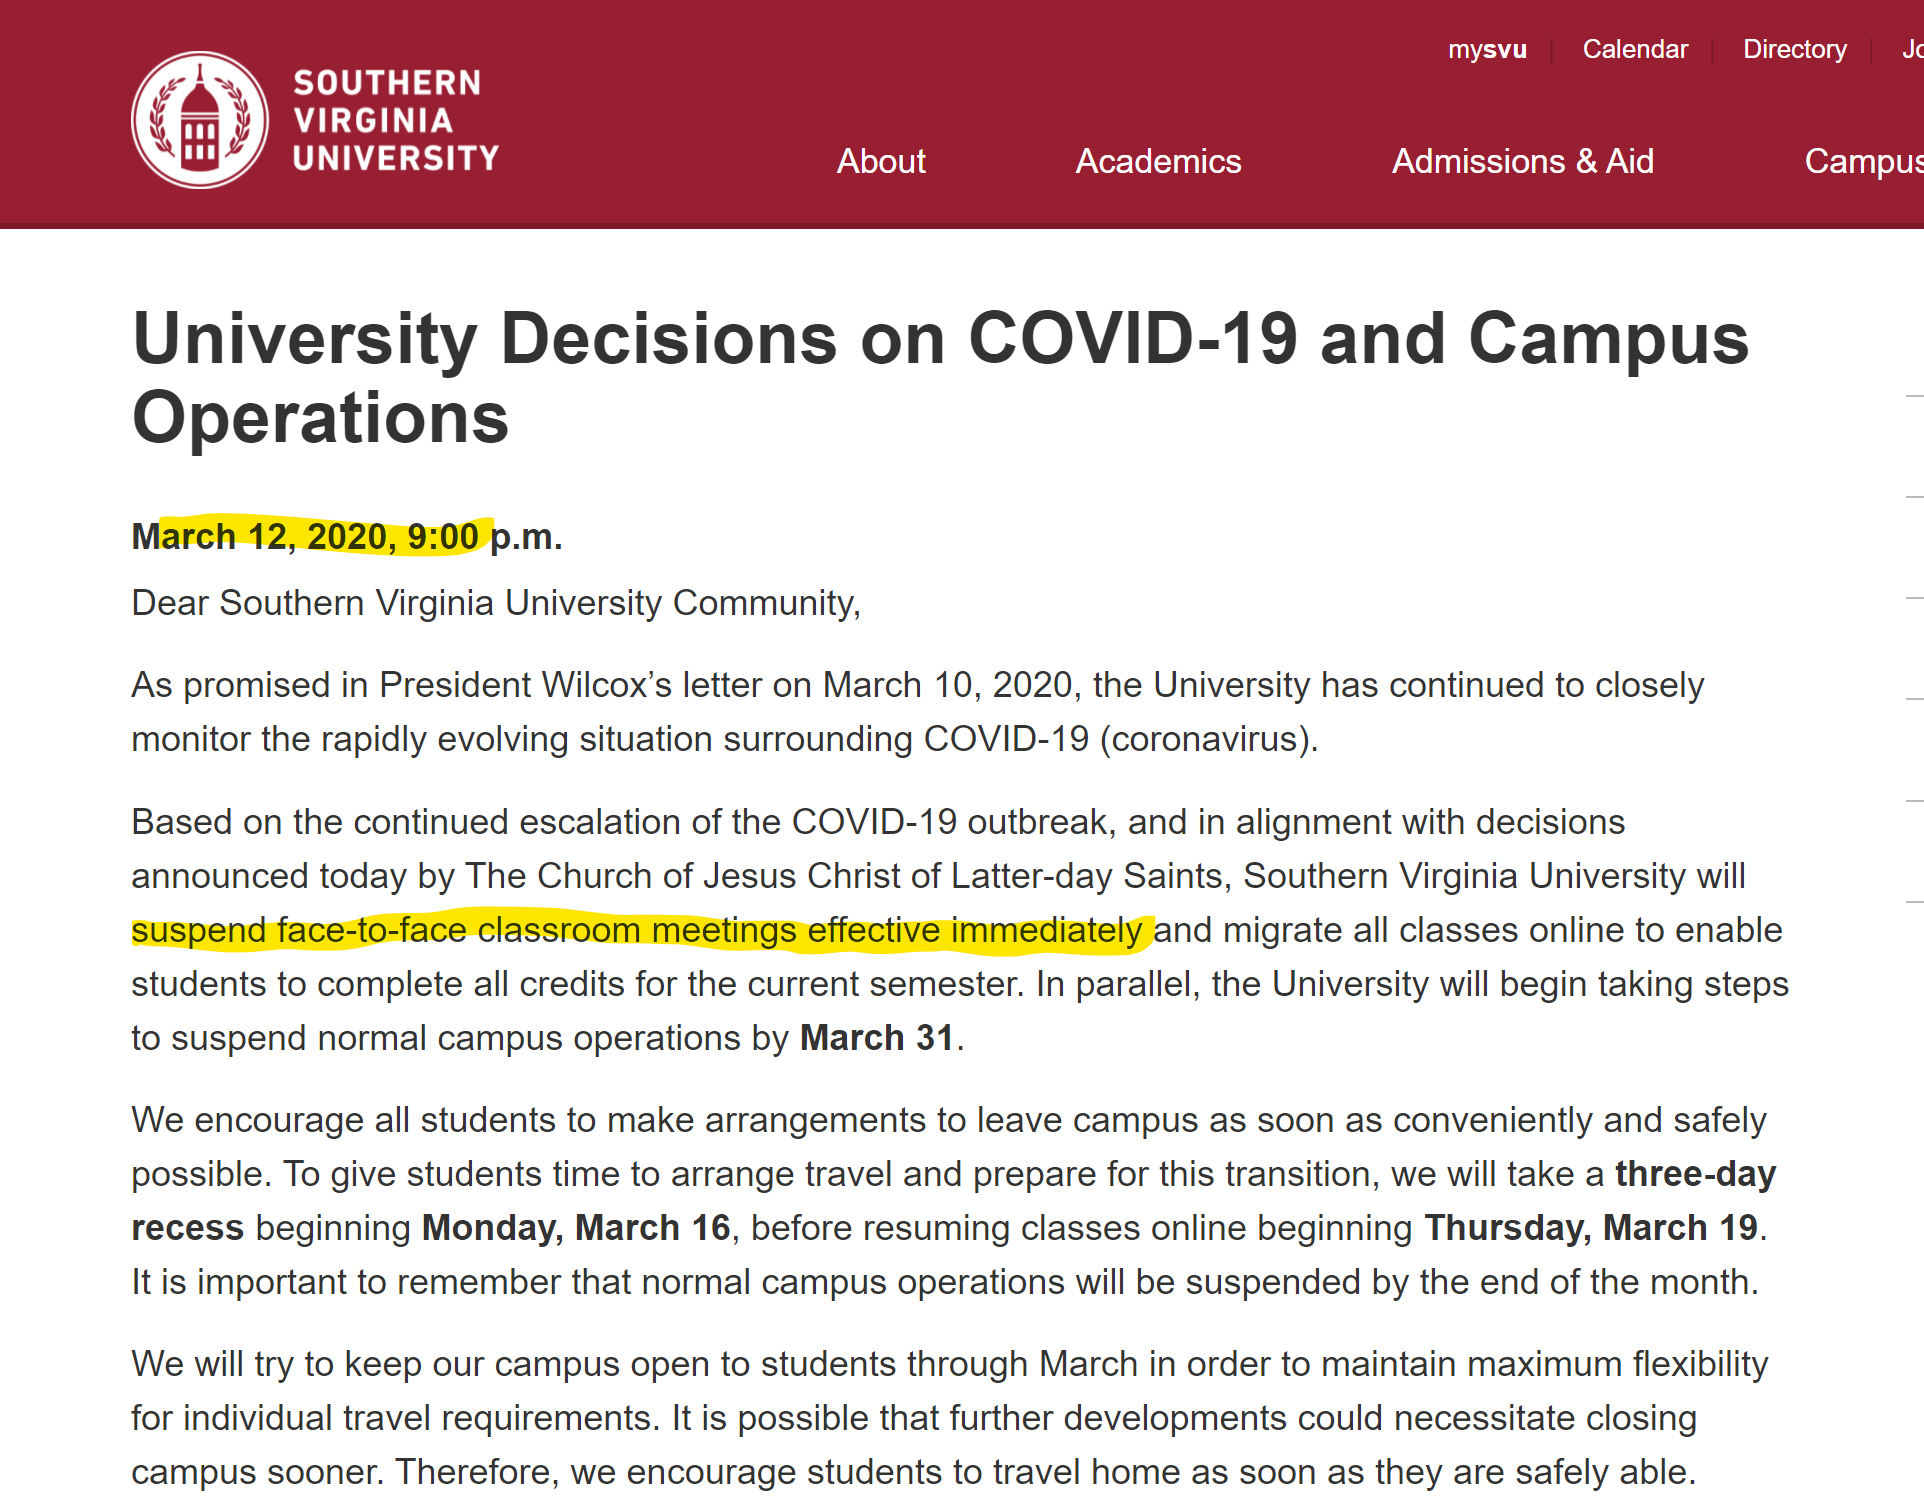 mysvu
Calendar
Directory
SOUTHERN
VIRGINIA
UNIVERSITY
About
Academics
Admissions & Aid
Campus
University Decisions on COVID-19 and Campus
Operations
March 12, 2020, 9:00 p.m.
Dear Southern Virginia University Community,
As promised in President Wilcox’s letter on March 10, 2020, the University has continued to closely
monitor the rapidly evolving situation surrounding COVID-19 (coronavirus).
Based on the continued escalation of the COVID-19 outbreak, and in alignment with decisions
announced today by The Church of Jesus Christ of Latter-day Saints, Southern Virginia University will
suspend face-to-face classroom meetings effective immediately and migrate all classes online to enable
students to complete all credits for the current semester. In parallel, the University will begin taking steps
to suspend normal campus operations by March 31.
We encourage all students to make arrangements to leave campus as soon as conveniently and safely
possible. To give students time to arrange travel and prepare for this transition, we will take a three-day
recess beginning Monday, March 16, before resuming classes online beginning Thursday, March 19.
It is important to remember that normal campus operations will be suspended by the end of the month.
We will try to keep our campus open to students through March in order to maintain maximum flexibility
for individual travel requirements. It is possible that further developments could necessitate closing
campus sooner. Therefore, we encourage students to travel home as soon as they are safely able.